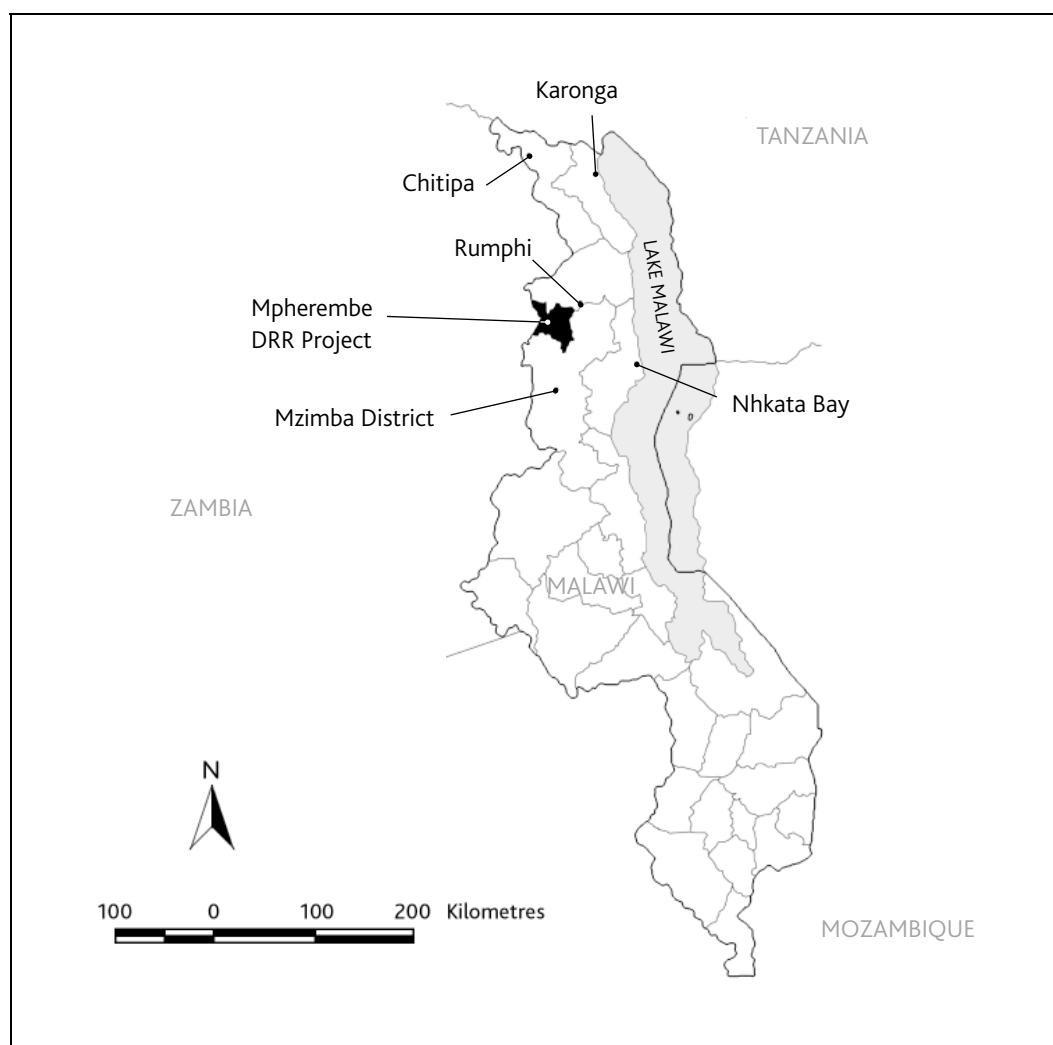 Karonga
TANZANIA
Chitipa
Rumphi
LAKE MALAWI
Mpherembe
DRR Project
Mzimba District
Nhkata Bay
ZAMBIA
MALAWI
N
100 0 100 200 Kilometres
MOZAMBIQUE